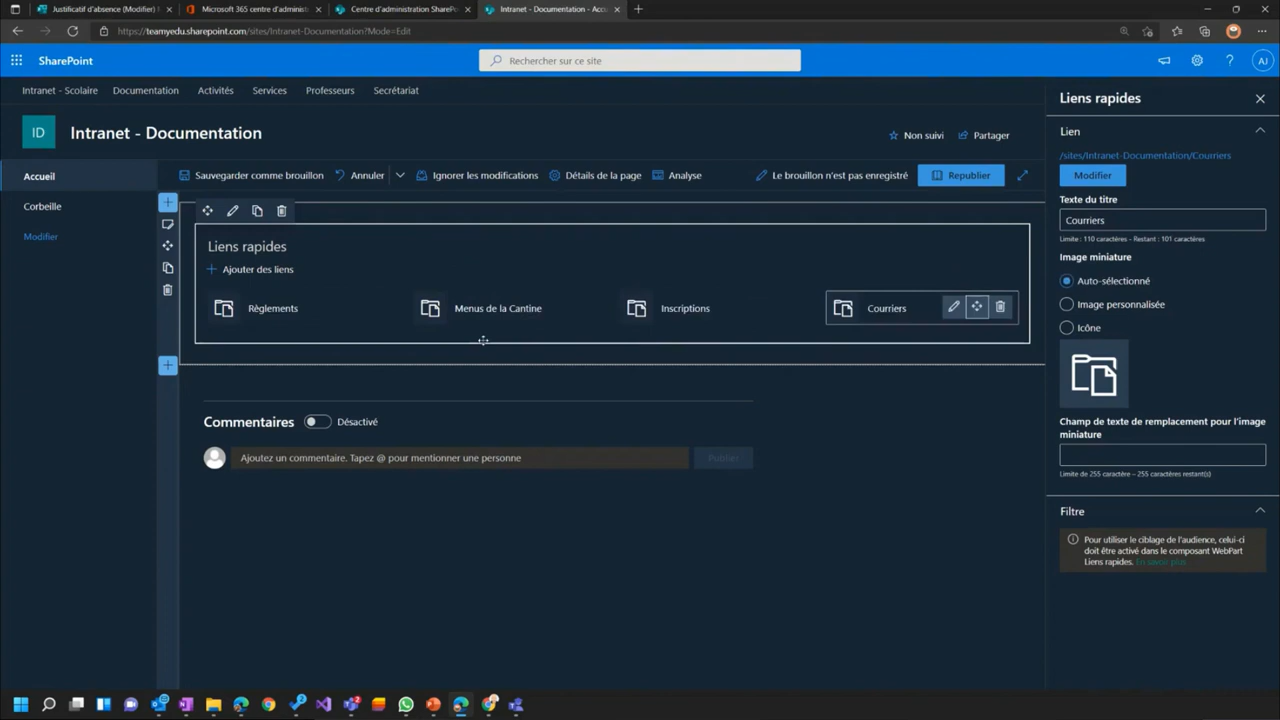 Justificatif d'absence (Modifier)
Microsoft 365 centre d'administ
Centre d'administration SharePo
Intranet - Documentation - Accu
https://teamyedu.sharepoint.com/sites/Intranet-Documentation?Mode=Edit
SharePoint
Rechercher sur ce site
AJ
Intranet - Scolaire
Documentation
Activités
Services
Professeurs
Secrétariat
ID
Intranet - Documentation
Non suivi
Partager
Accueil
Corbeille
Modifier
Sauvegarder comme brouillon
Annuler
Ignorer les modifications
Détails de la page
Analyse
Le brouillon n'est pas enregistré
Republier
Liens rapides
Ajouter des liens
Règlements
Menus de la Cantine
Inscriptions
Courriers
Commentaires
Désactivé
Ajoutez un commentaire. Tapez @ pour mentionner une personne
Publier
Liens rapides
Lien
/sites/Intranet-Documentation/Courriers
Modifier
Texte du titre
Courriers
Limite : 110 caractères - Restant : 101 caractères
Image miniature
Auto-sélectionné
Image personnalisée
Icône
Champ de texte de remplacement pour l'image
miniature
Limite de 255 caractère - 255 caractères restant(s)
Filtre
Pour utiliser le ciblage de l'audience, celui-ci
doit être activé dans le composant WebPart
Liens rapides. En savoir plus